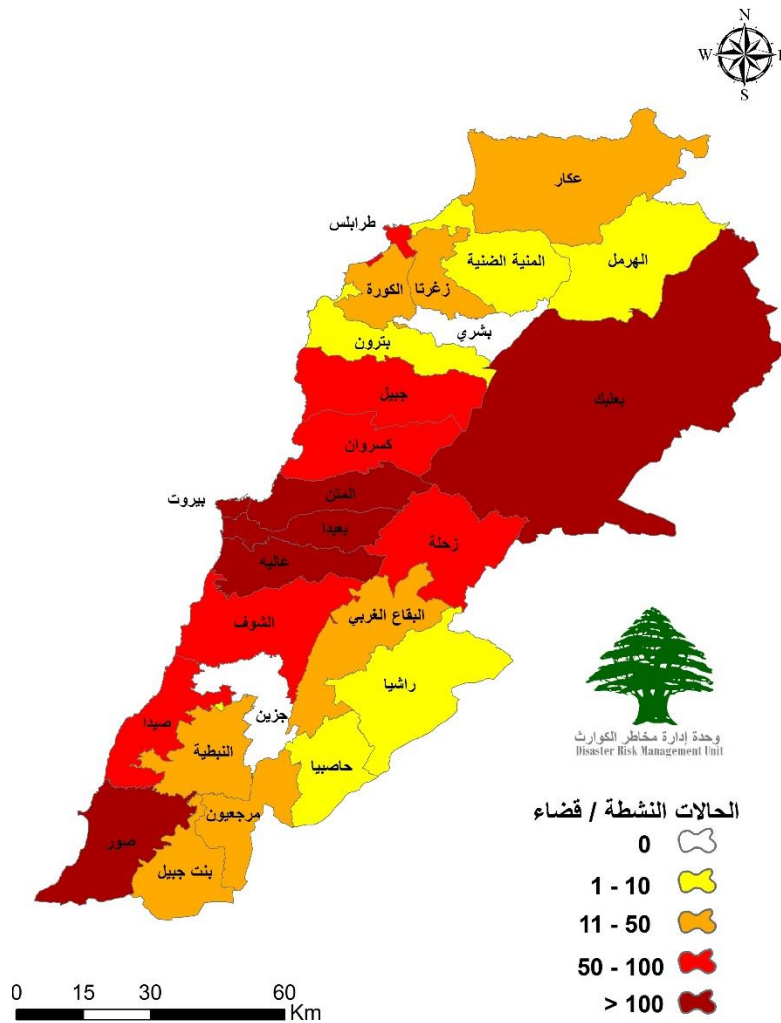 N
W
E
S
عكار
طرابلس
المنية الضنية
الهرمل
زغرتا
الكورة
بشري
بترون
بعلبك
جبيل
كسروان
المتن
بيروت
بعبدا
زحلة
عاليه
البقاع الغربي
الشوف
راشيا
جزين
صيدا
النبطية
حاصبيا
مرجعيون
صور
بنت جبيل
وحدة إدارة مخاطر الكوارث
Disaster Risk Management Unit
الحالات النشطة / قضاء
0
1 - 10
11 - 50
50 - 100
> 100
0 15 30 60
Km